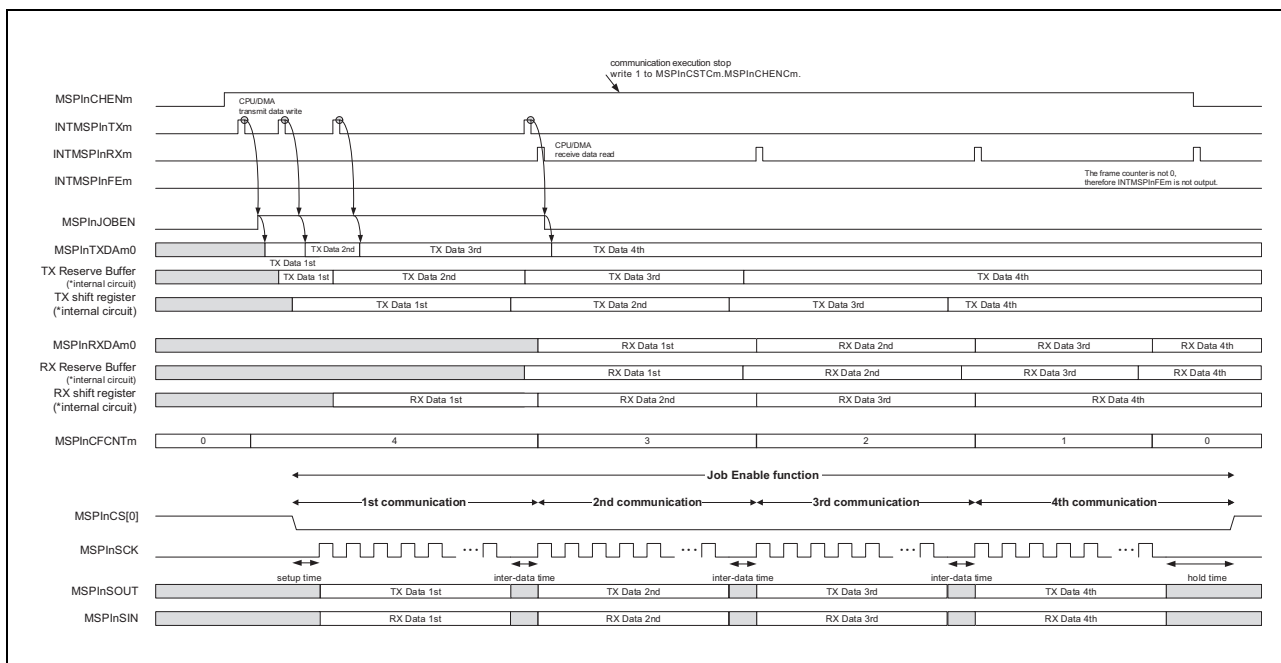 communication execution stop
write 1 to MSPInCSTCm.MSPInCHENCm.
MSPInCHENm
CPU/DMA
transmit data write
INTMSPInTXm
INTMSPInRXm
CPU/DMA
receive data read
INTMSPInFEm
The frame counter is not 0,
therefore INTMSPInFEm is not output.
MSPInJOBEN
MSPInTXDAm0
TX Data 2nd TX Data 3rd TX Data 4th
TX Data 1st
TX Reserve Buffer
(*internal circuit)
TX Data 1st TX Data 2nd TX Data 3rd TX Data 4th
TX shift register
(*internal circuit)
TX Data 1st TX Data 2nd TX Data 3rd TX Data 4th
MSPInRXDAm0
RX Data 1st RX Data 2nd RX Data 3rd RX Data 4th
RX Reserve Buffer
(*internal circuit)
RX Data 1st RX Data 2nd RX Data 3rd RX Data 4th
RX shift register
(*internal circuit)
RX Data 1st RX Data 2nd RX Data 3rd RX Data 4th
MSPInCFCNTm 0 4 3 2 1 0
Job Enable function
1st communication 2nd communication 3rd communication 4th communication
MSPInCS[0]
MSPInSCK
setup time inter-data time inter-data time inter-data time hold time
MSPInSOUT TX Data 1st TX Data 2nd TX Data 3rd TX Data 4th
MSPInSIN RX Data 1st RX Data 2nd RX Data 3rd RX Data 4th